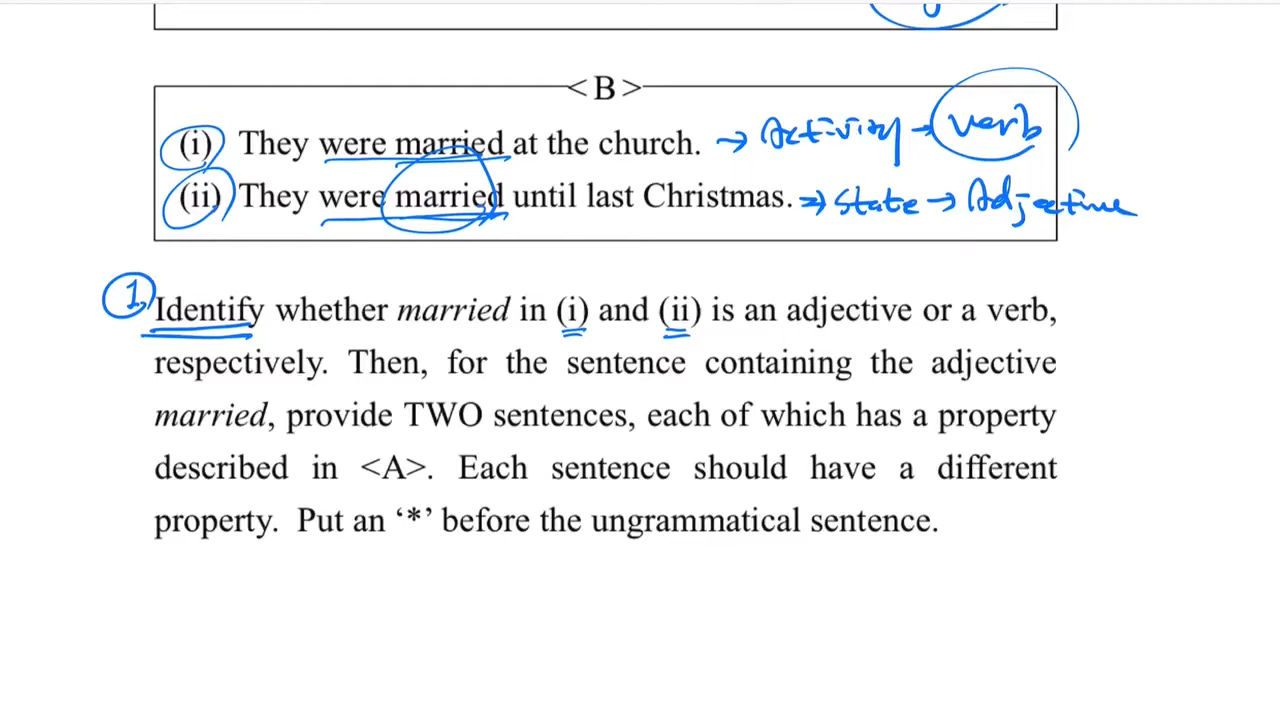 < B >
(i) They were married at the church. → Activity → verb
(ii) They were married until last Christmas. ⇒ State → Adjective
1. Identify whether married in (i) and (ii) is an adjective or a verb,
respectively. Then, for the sentence containing the adjective
married, provide TWO sentences, each of which has a property
described in <A>. Each sentence should have a different
property. Put an ‘*’ before the ungrammatical sentence.